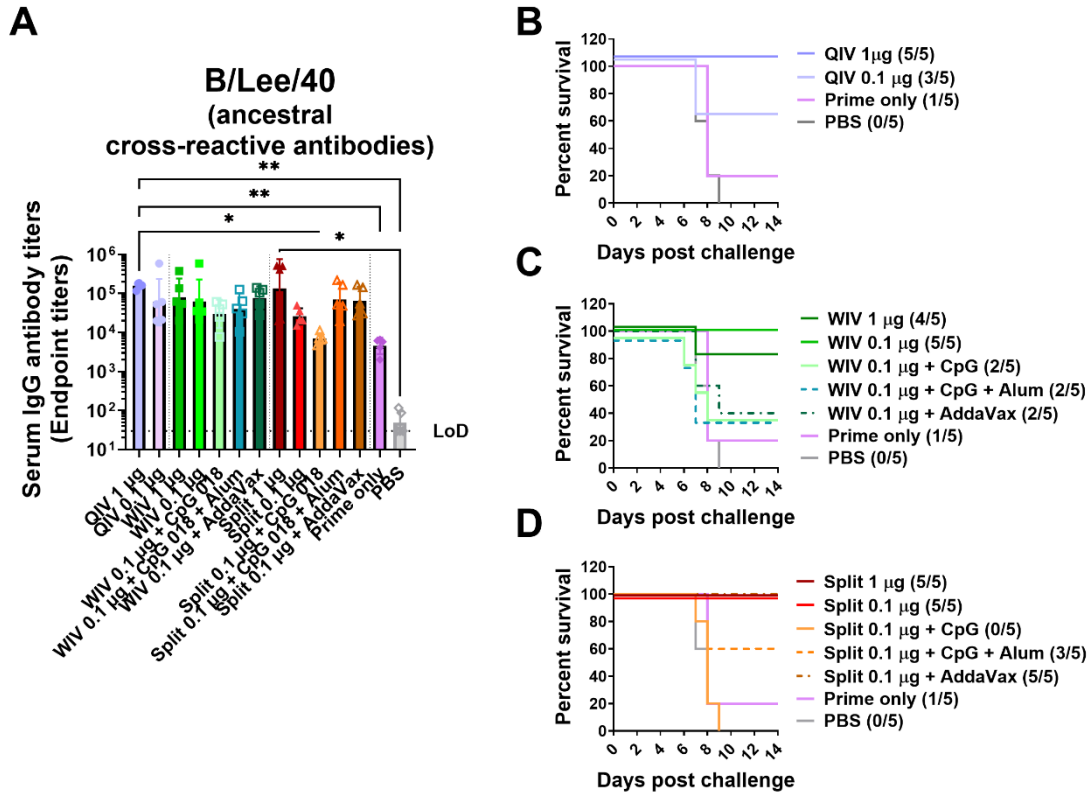 A
B/Lee/40
(ancestral
cross-reactive antibodies)
**
**
*
*
Serum IgG antibody titers
(Endpoint titers)
10^6
10^5
10^4
10^3
10^2
10^1
LoD
QIV 1 μg
QIV 0.1 μg
WIV 1 μg
WIV 0.1 μg
WIV 0.1 μg + CpG 018
WIV 0.1 μg + CpG 018 + Alum
WIV 0.1 μg + AddaVax
Split 1 μg
Split 0.1 μg
Split 0.1 μg + CpG 018
Split 0.1 μg + CpG 018 + Alum
Split 0.1 μg + AddaVax
Prime only
PBS
B
Percent survival
120
100
80
60
40
20
0
0 2 4 6 8 10 12 14
Days post challenge
QIV 1μg (5/5)
QIV 0.1 μg (3/5)
Prime only (1/5)
PBS (0/5)
C
Percent survival
120
100
80
60
40
20
0
0 2 4 6 8 10 12 14
Days post challenge
WIV 1 μg (4/5)
WIV 0.1 μg (5/5)
WIV 0.1 μg + CpG (2/5)
WIV 0.1 μg + CpG + Alum (2/5)
WIV 0.1 μg + AddaVax (2/5)
Prime only (1/5)
PBS (0/5)
D
Percent survival
120
100
80
60
40
20
0
0 2 4 6 8 10 12 14
Days post challenge
Split 1 μg (5/5)
Split 0.1 μg (5/5)
Split 0.1 μg + CpG (0/5)
Split 0.1 μg + CpG + Alum (3/5)
Split 0.1 μg + AddaVax (5/5)
Prime only (1/5)
PBS (0/5)